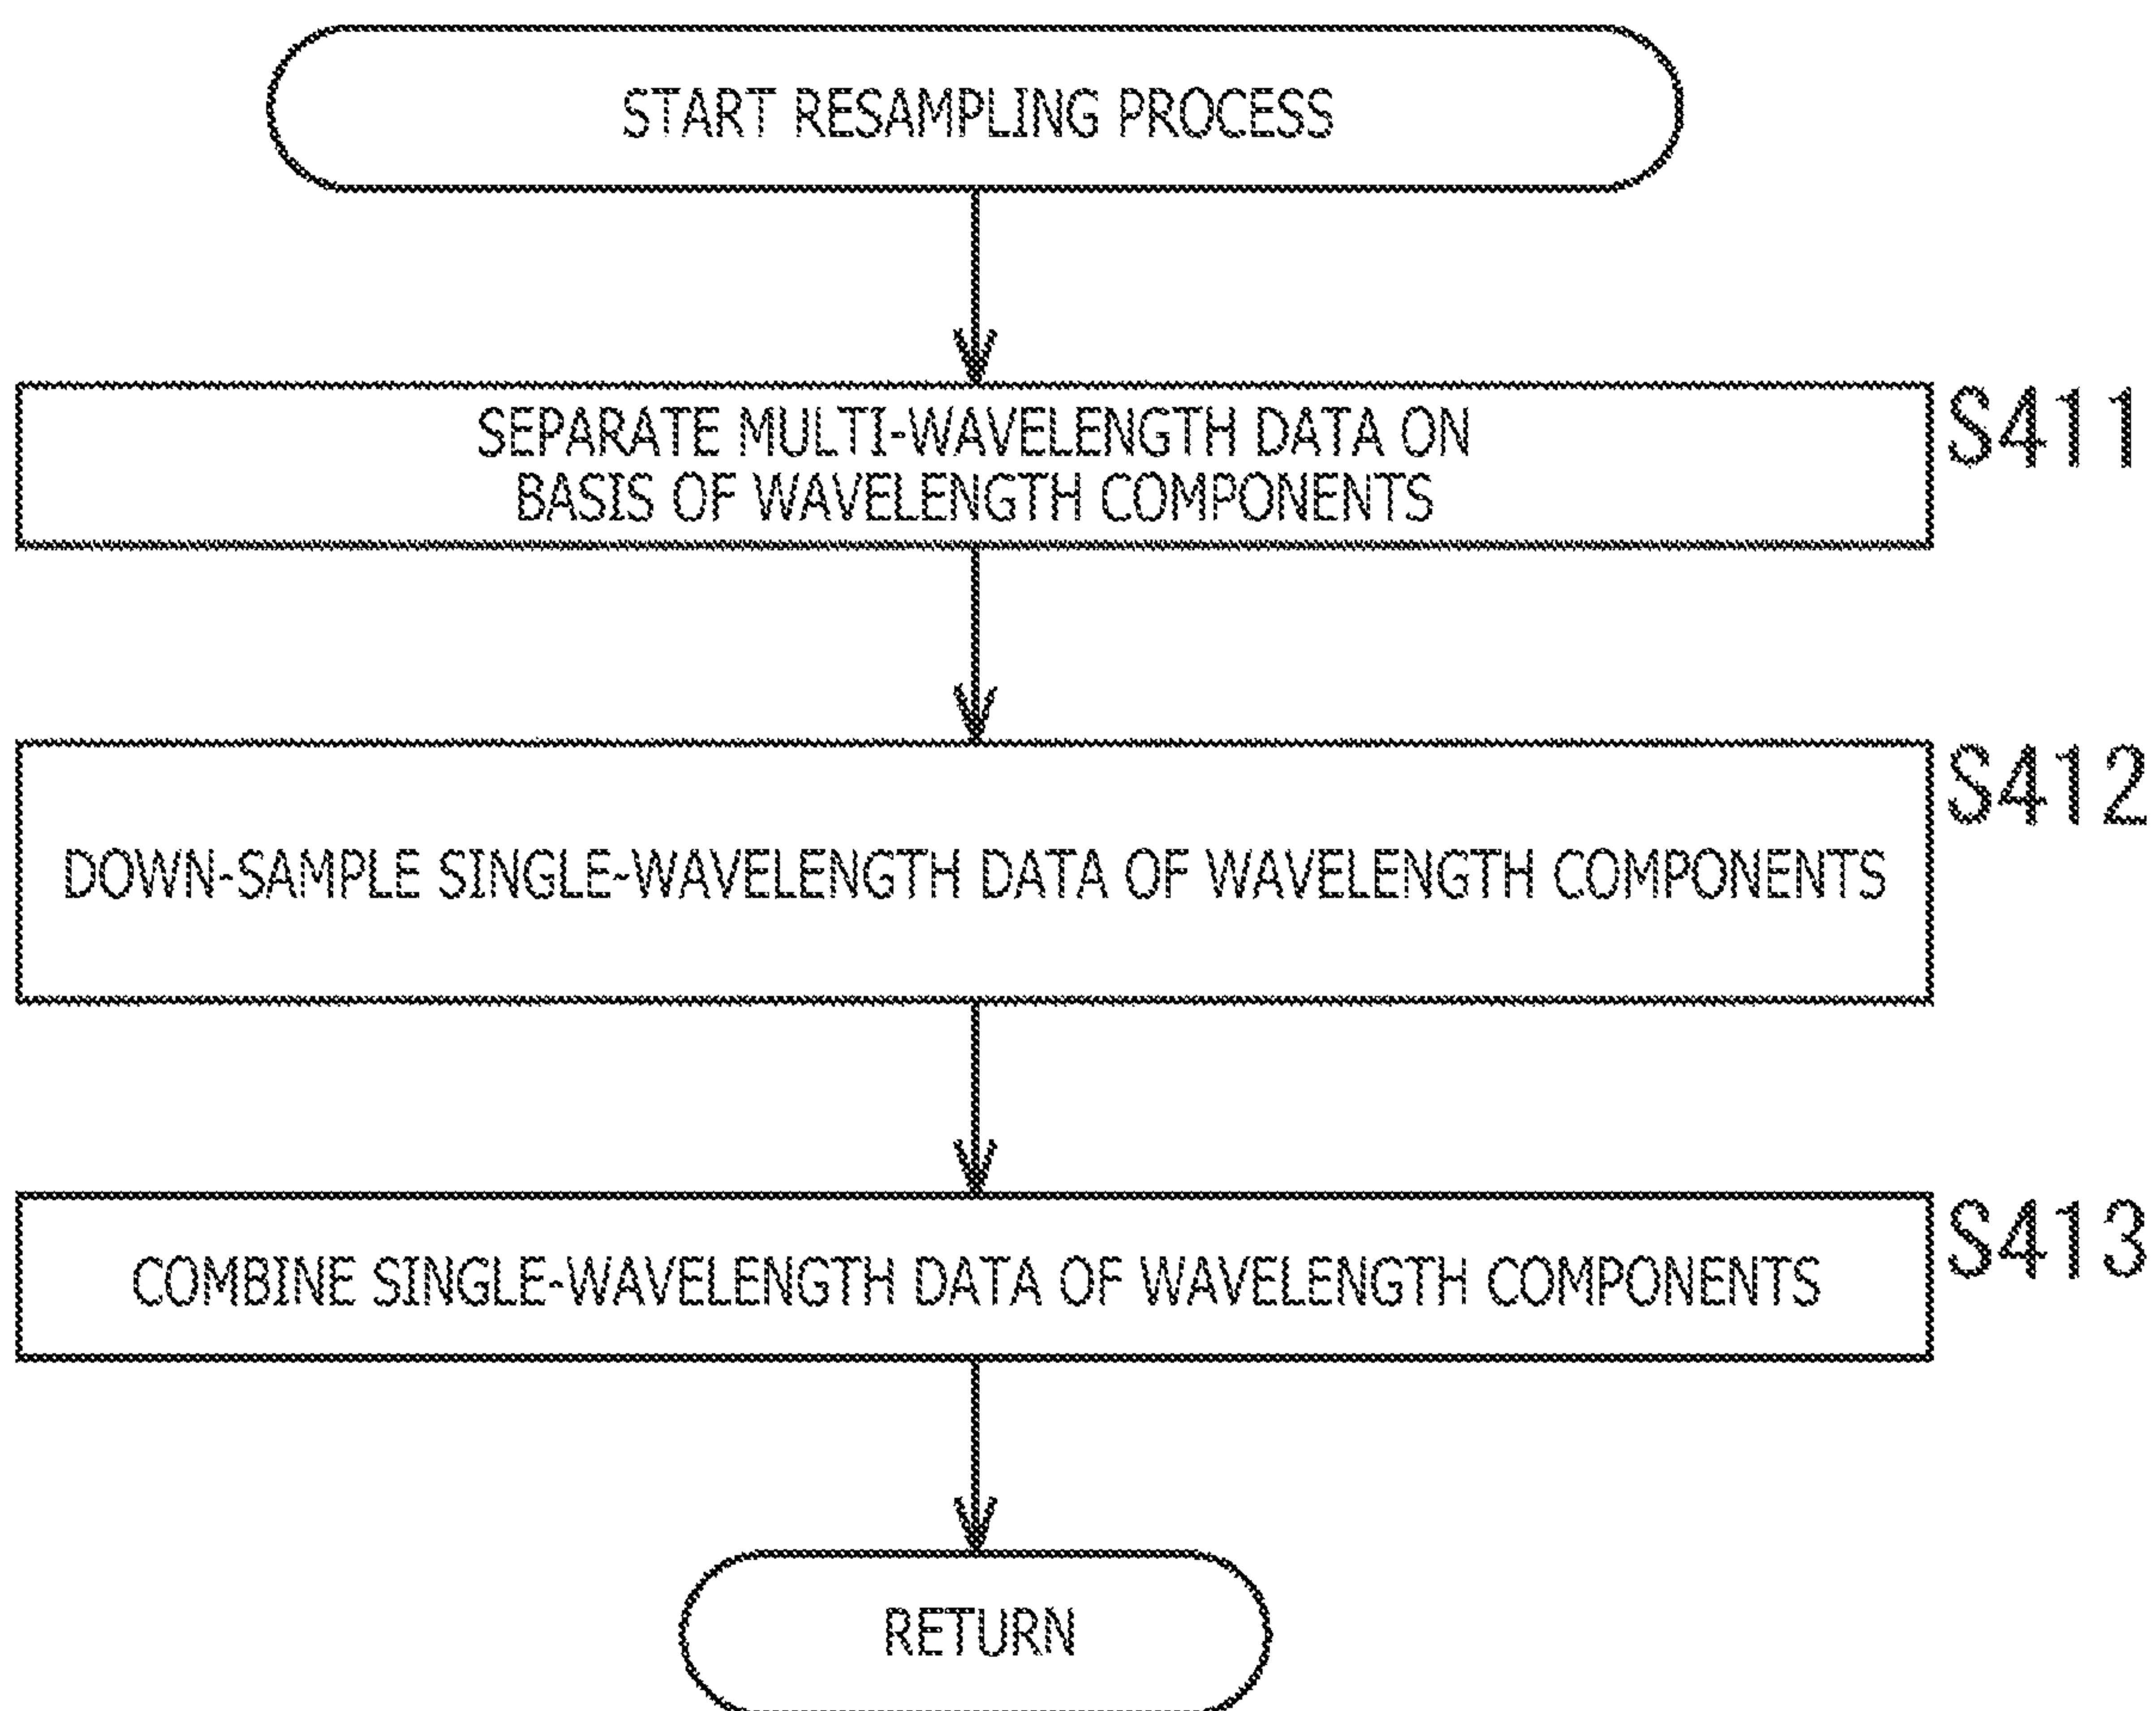 START RESAMPLING PROCESS
SEPARATE MULTI-WAVELENGTH DATA ON
BASIS OF WAVELENGTH COMPONENTS
S411
DOWN-SAMPLE SINGLE-WAVELENGTH DATA OF WAVELENGTH COMPONENTS
S412
COMBINE SINGLE-WAVELENGTH DATA OF WAVELENGTH COMPONENTS
S413
RETURN